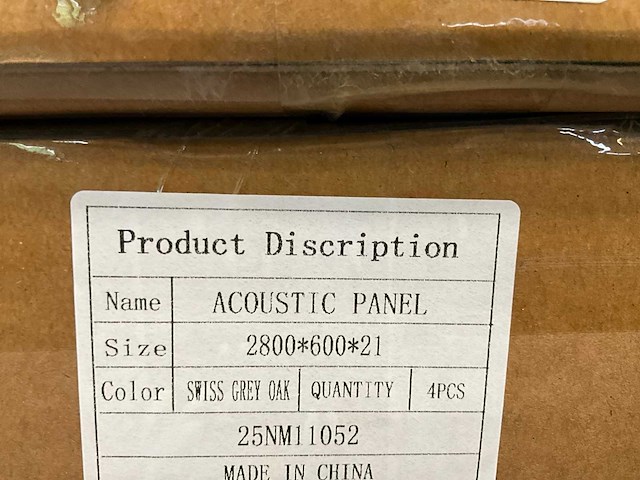 Product Discription
Name ACOUSTIC PANEL
Size 2800*600*21
Color SWISS GREY OAK QUANTITY 4PCS
25NM11052
MADE IN CHINA